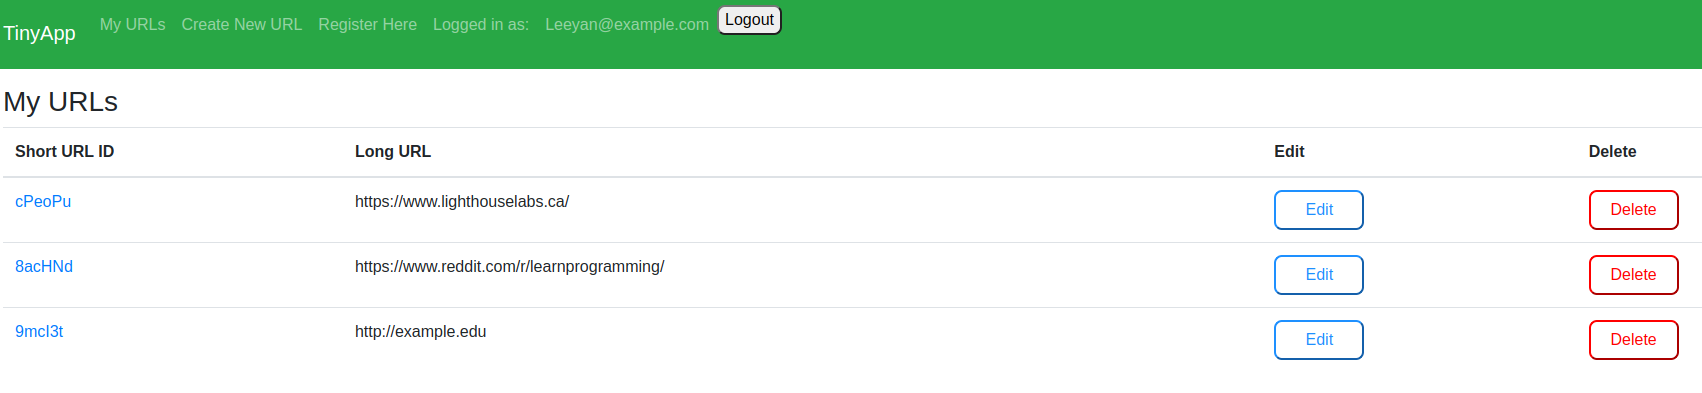 TinyApp My URLs Create New URL Register Here Logged in as: Leeyan@example.com Logout
My URLs
Short URL ID Long URL Edit Delete
cPeoPu https://www.lighthouselabs.ca/ Edit Delete
8acHNd https://www.reddit.com/r/learnprogramming/ Edit Delete
9mcI3t http://example.edu Edit Delete